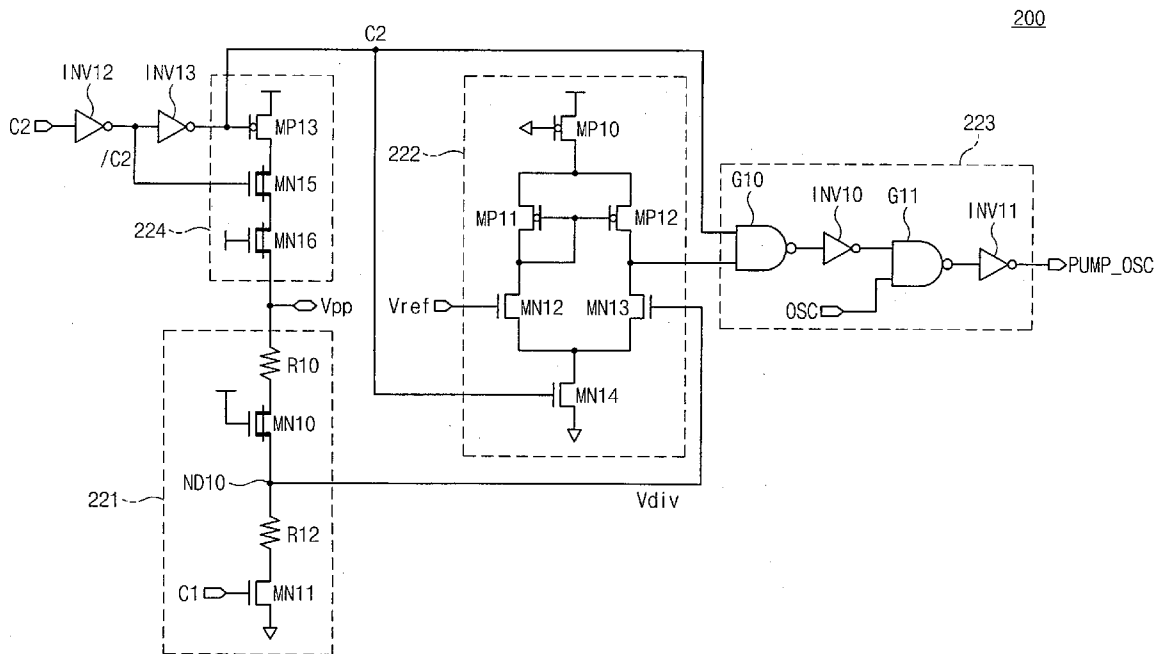 200
C2
INV12
INV13
C2
/C2
MP13
MN15
MN16
224
Vpp
R10
MN10
ND10
221
R12
C1
MN11
222
MP10
MP11
MP12
Vref
MN12
MN13
MN14
Vdiv
223
G10
INV10
G11
INV11
OSC
PUMP_OSC